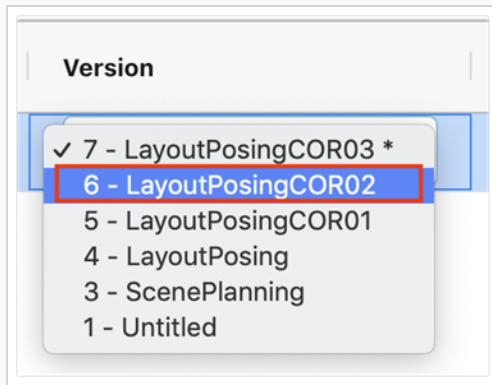 Version
✓ 7 - LayoutPosingCOR03 *
6 - LayoutPosingCOR02
5 - LayoutPosingCOR01
4 - LayoutPosing
3 - ScenePlanning
1 - Untitled